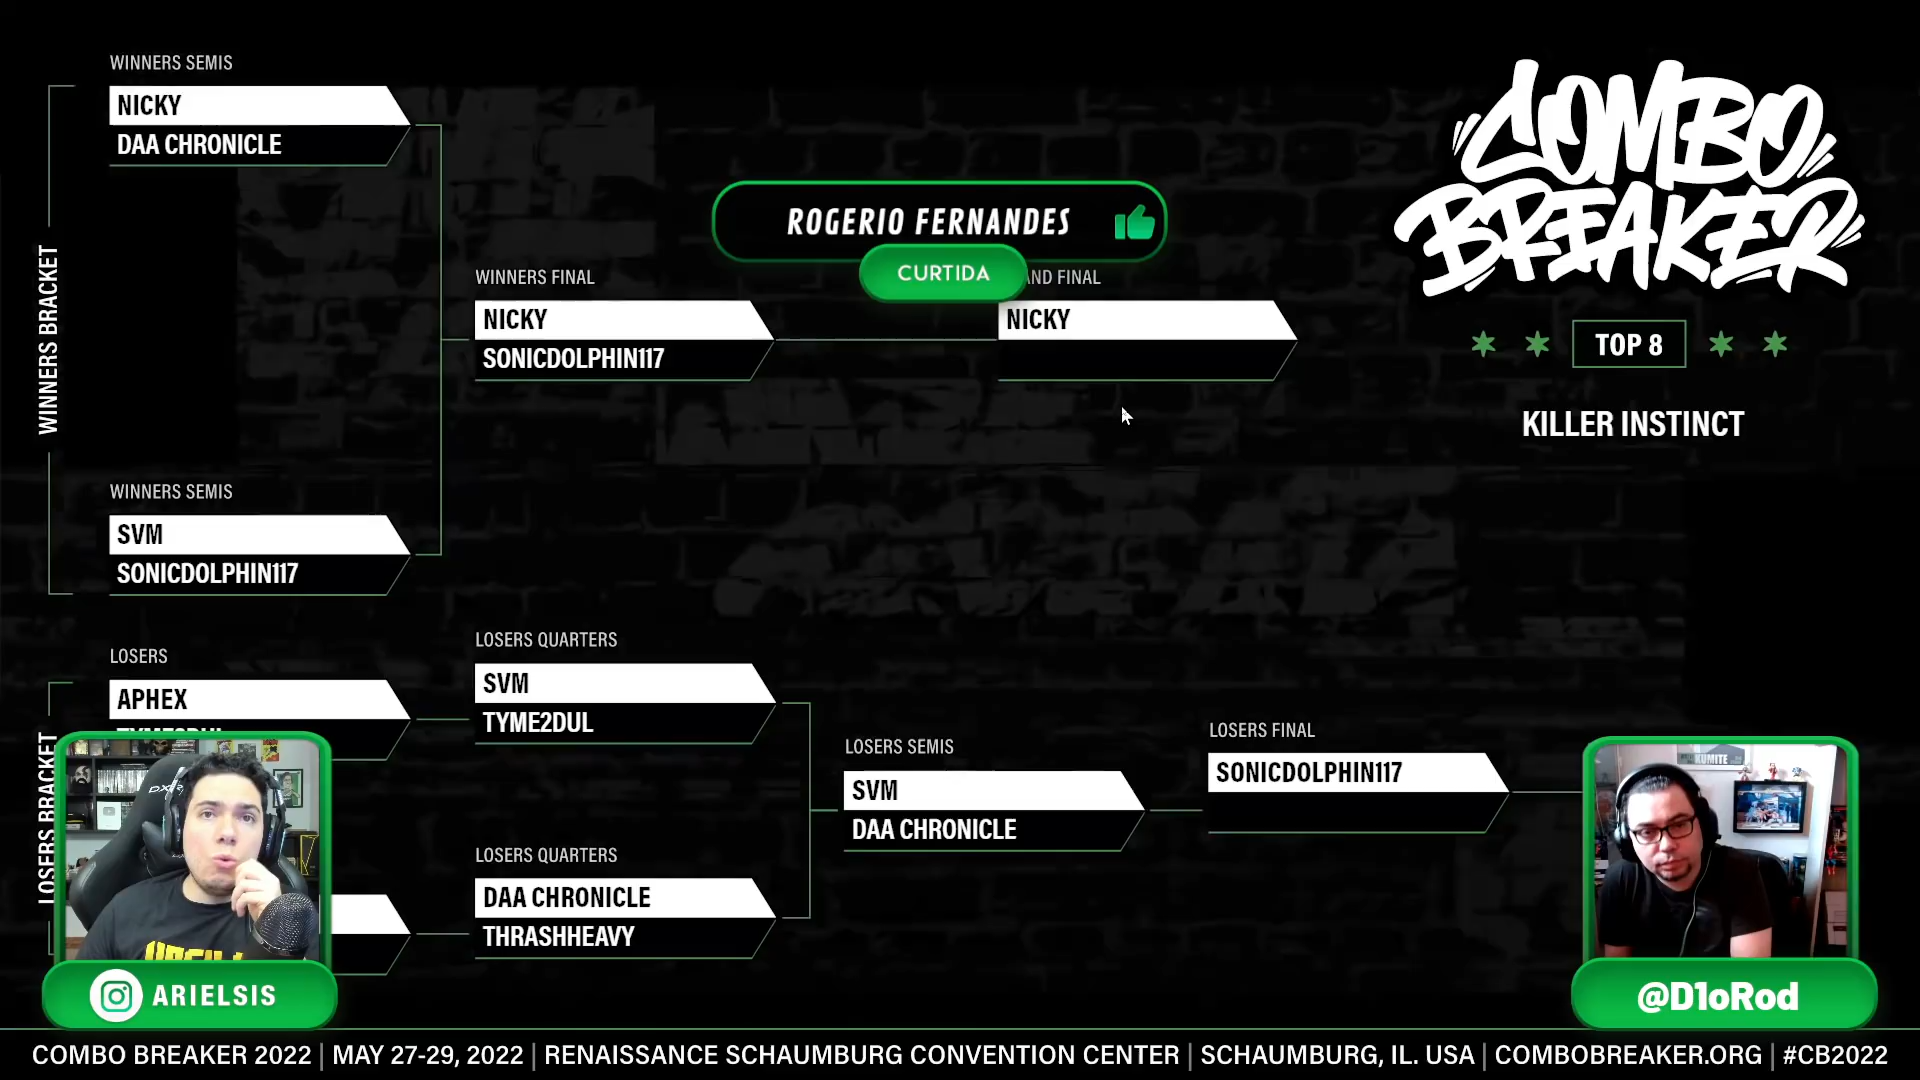 WINNERS SEMIS
NICKY
DAA CHRONICLE
COMBO
BREAKER
ROGERIO FERNANDES
CURTIDA
WINNERS BRACKET
WINNERS FINAL
ND FINAL
NICKY
SONICDOLPHIN117
NICKY
TOP 8
KILLER INSTINCT
WINNERS SEMIS
SVM
SONICDOLPHIN117
LOSERS QUARTERS
LOSERS
SVM
TYME2DUL
APHEX
LOSERS BRACKET
LOSERS SEMIS
SVM
DAA CHRONICLE
LOSERS FINAL
SONICDOLPHIN117
KUMITE
LOSERS QUARTERS
DAA CHRONICLE
THRASHHEAVY
ARIELSIS
@D1oRod
COMBO BREAKER 2022 | MAY 27-29, 2022 | RENAISSANCE SCHAUMBURG CONVENTION CENTER | SCHAUMBURG, IL. USA | COMBOBREAKER.ORG | #CB2022